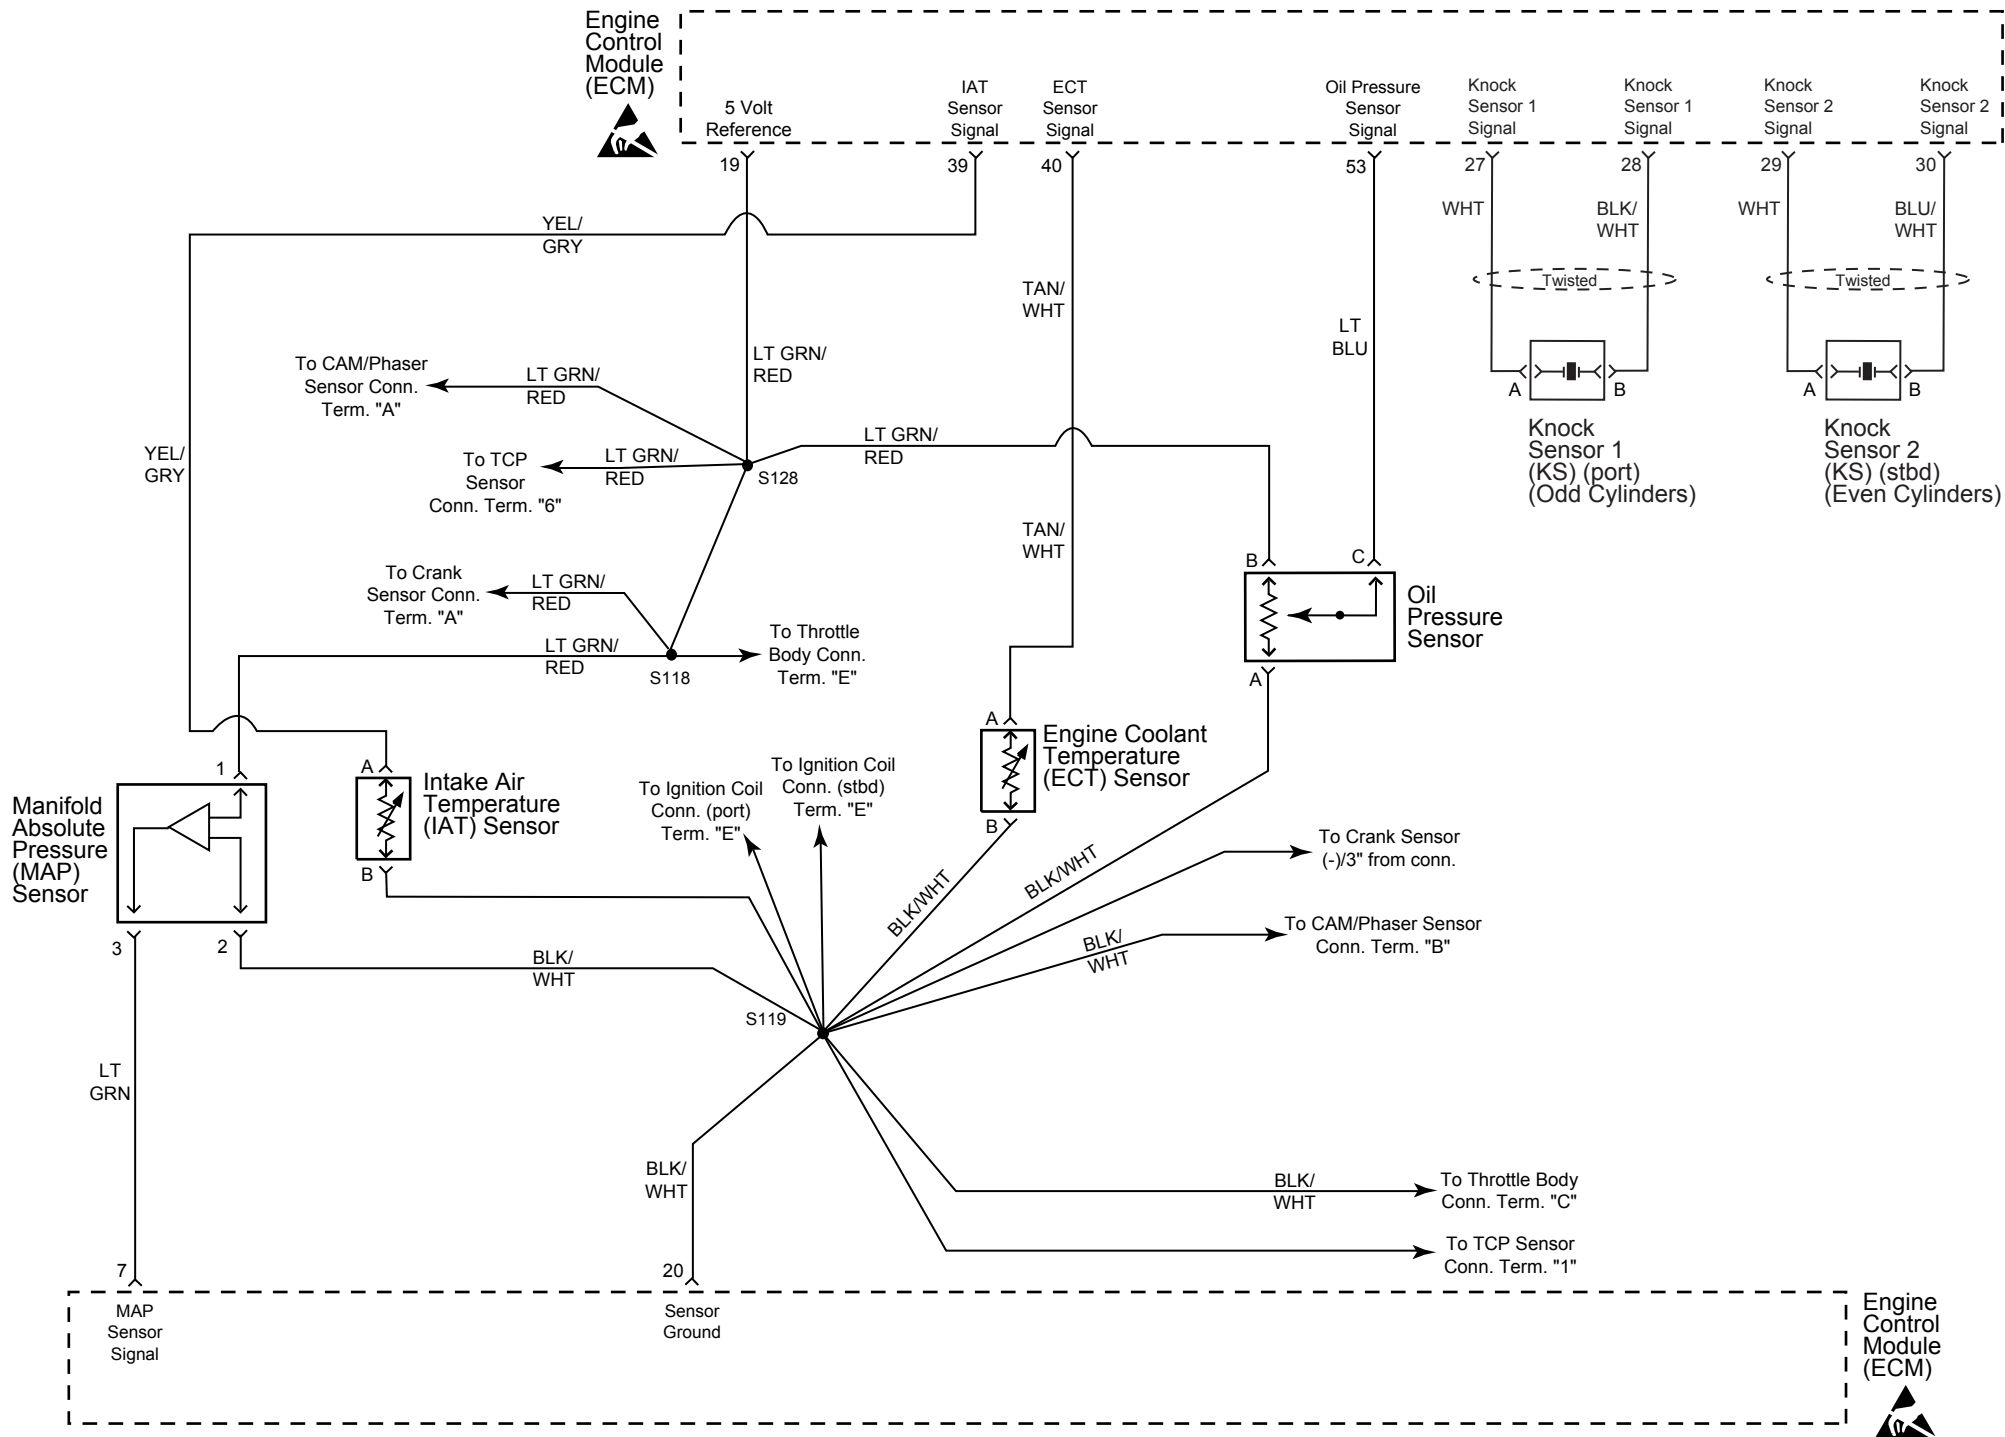 Engine
Control
Module
(ECM)
5 Volt
Reference
IAT
Sensor
Signal
ECT
Sensor
Signal
Oil Pressure
Sensor
Signal
Knock
Sensor 1
Signal
Knock
Sensor 1
Signal
Knock
Sensor 2
Signal
Knock
Sensor 2
Signal
19
39
40
53
27
28
29
30
YEL/
GRY
WHT
BLK/
WHT
WHT
BLU/
WHT
TAN/
WHT
Twisted
Twisted
LT
BLU
LT GRN/
RED
To CAM/Phaser
Sensor Conn.
Term. "A"
LT GRN/
RED
A
B
A
B
Knock
Sensor 1
(KS) (port)
(Odd Cylinders)
Knock
Sensor 2
(KS) (stbd)
(Even Cylinders)
YEL/
GRY
To TCP
Sensor
Conn. Term. "6"
LT GRN/
RED
S128
LT GRN/
RED
TAN/
WHT
To Crank
Sensor Conn.
Term. "A"
LT GRN/
RED
B
C
Oil
Pressure
Sensor
A
LT GRN/
RED
S118
To Throttle
Body Conn.
Term. "E"
A
Engine Coolant
Temperature
(ECT) Sensor
B
1
Manifold
Absolute
Pressure
(MAP)
Sensor
3
2
A
Intake Air
Temperature
(IAT) Sensor
B
To Ignition Coil
Conn. (port)
Term. "E"
To Ignition Coil
Conn. (stbd)
Term. "E"
BLK/WHT
BLK/WHT
To Crank Sensor
(-)/3" from conn.
BLK/
WHT
To CAM/Phaser Sensor
Conn. Term. "B"
BLK/
WHT
S119
LT
GRN
BLK/
WHT
BLK/
WHT
To Throttle Body
Conn. Term. "C"
To TCP Sensor
Conn. Term. "1"
7
20
MAP
Sensor
Signal
Sensor
Ground
Engine
Control
Module
(ECM)